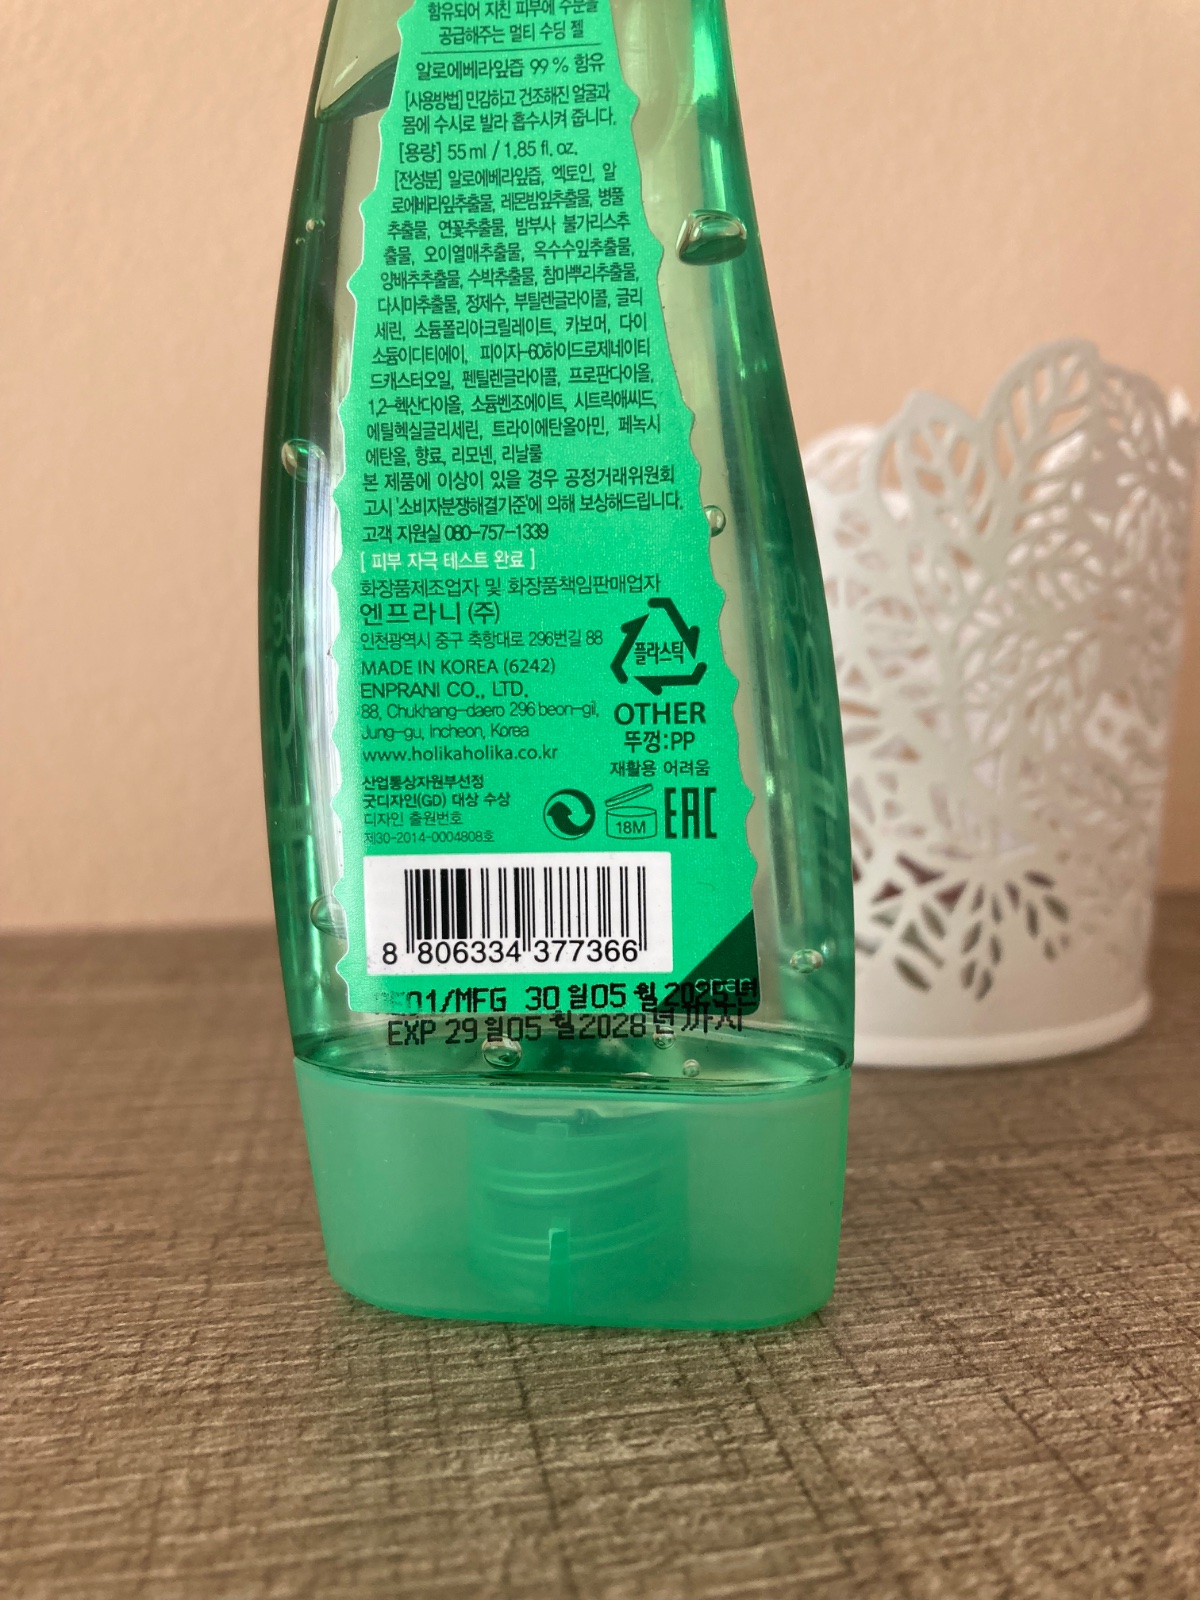 함유되어 지친 피부에 수분을
공급해주는 멀티 수딩 젤
알로에베라잎즙 99 % 함유
[사용방법] 민감하고 건조해진 얼굴과
몸에 수시로 발라 흡수시켜 줍니다.
[용량] 55 ml / 1.85 fl. oz.
[전성분] 알로에베라잎즙, 엑토인, 알
로에베라잎추출물, 레몬밤잎추출물, 병풀
추출물, 연꽃추출물, 밤부사 불가리스추
출물, 오이열매추출물, 옥수수잎추출물,
양배추추출물, 수박추출물, 참마뿌리추출물,
다시마추출물, 정제수, 부틸렌글라이콜, 글리
세린, 소듐폴리아크릴레이트, 카보머, 다이
소듐이디티에이, 피이지-60하이드로제네이티
드캐스터오일, 펜틸렌글라이콜, 프로판다이올,
1,2-헥산다이올, 소듐벤조에이트, 시트릭애씨드,
에틸헥실글리세린, 트라이에탄올아민, 페녹시
에탄올, 향료, 리모넨, 리날룰
본 제품에 이상이 있을 경우 공정거래위원회
고시 '소비자분쟁해결기준'에 의해 보상해드립니다.
고객 지원실 080-757-1339
[ 피부 자극 테스트 완료 ]
화장품제조업자 및 화장품책임판매업자
엔프라니 (주)
인천광역시 중구 축항대로 296번길 88
MADE IN KOREA (6242)
ENPRANI CO., LTD.
88, Chukhang-daero 296 beon-gil,
Jung-gu, Incheon, Korea
www.holikaholika.co.kr
플라스틱
OTHER
뚜껑:PP
재활용 어려움
산업통상자원부선정
굿디자인(GD) 대상 수상
디자인 출원번호
제30-2014-0004808호
18M
EAC
8 806334 377366
open
/MFG 30 월05 월 2025 년
EXP 29 월05 월2028 년 까지